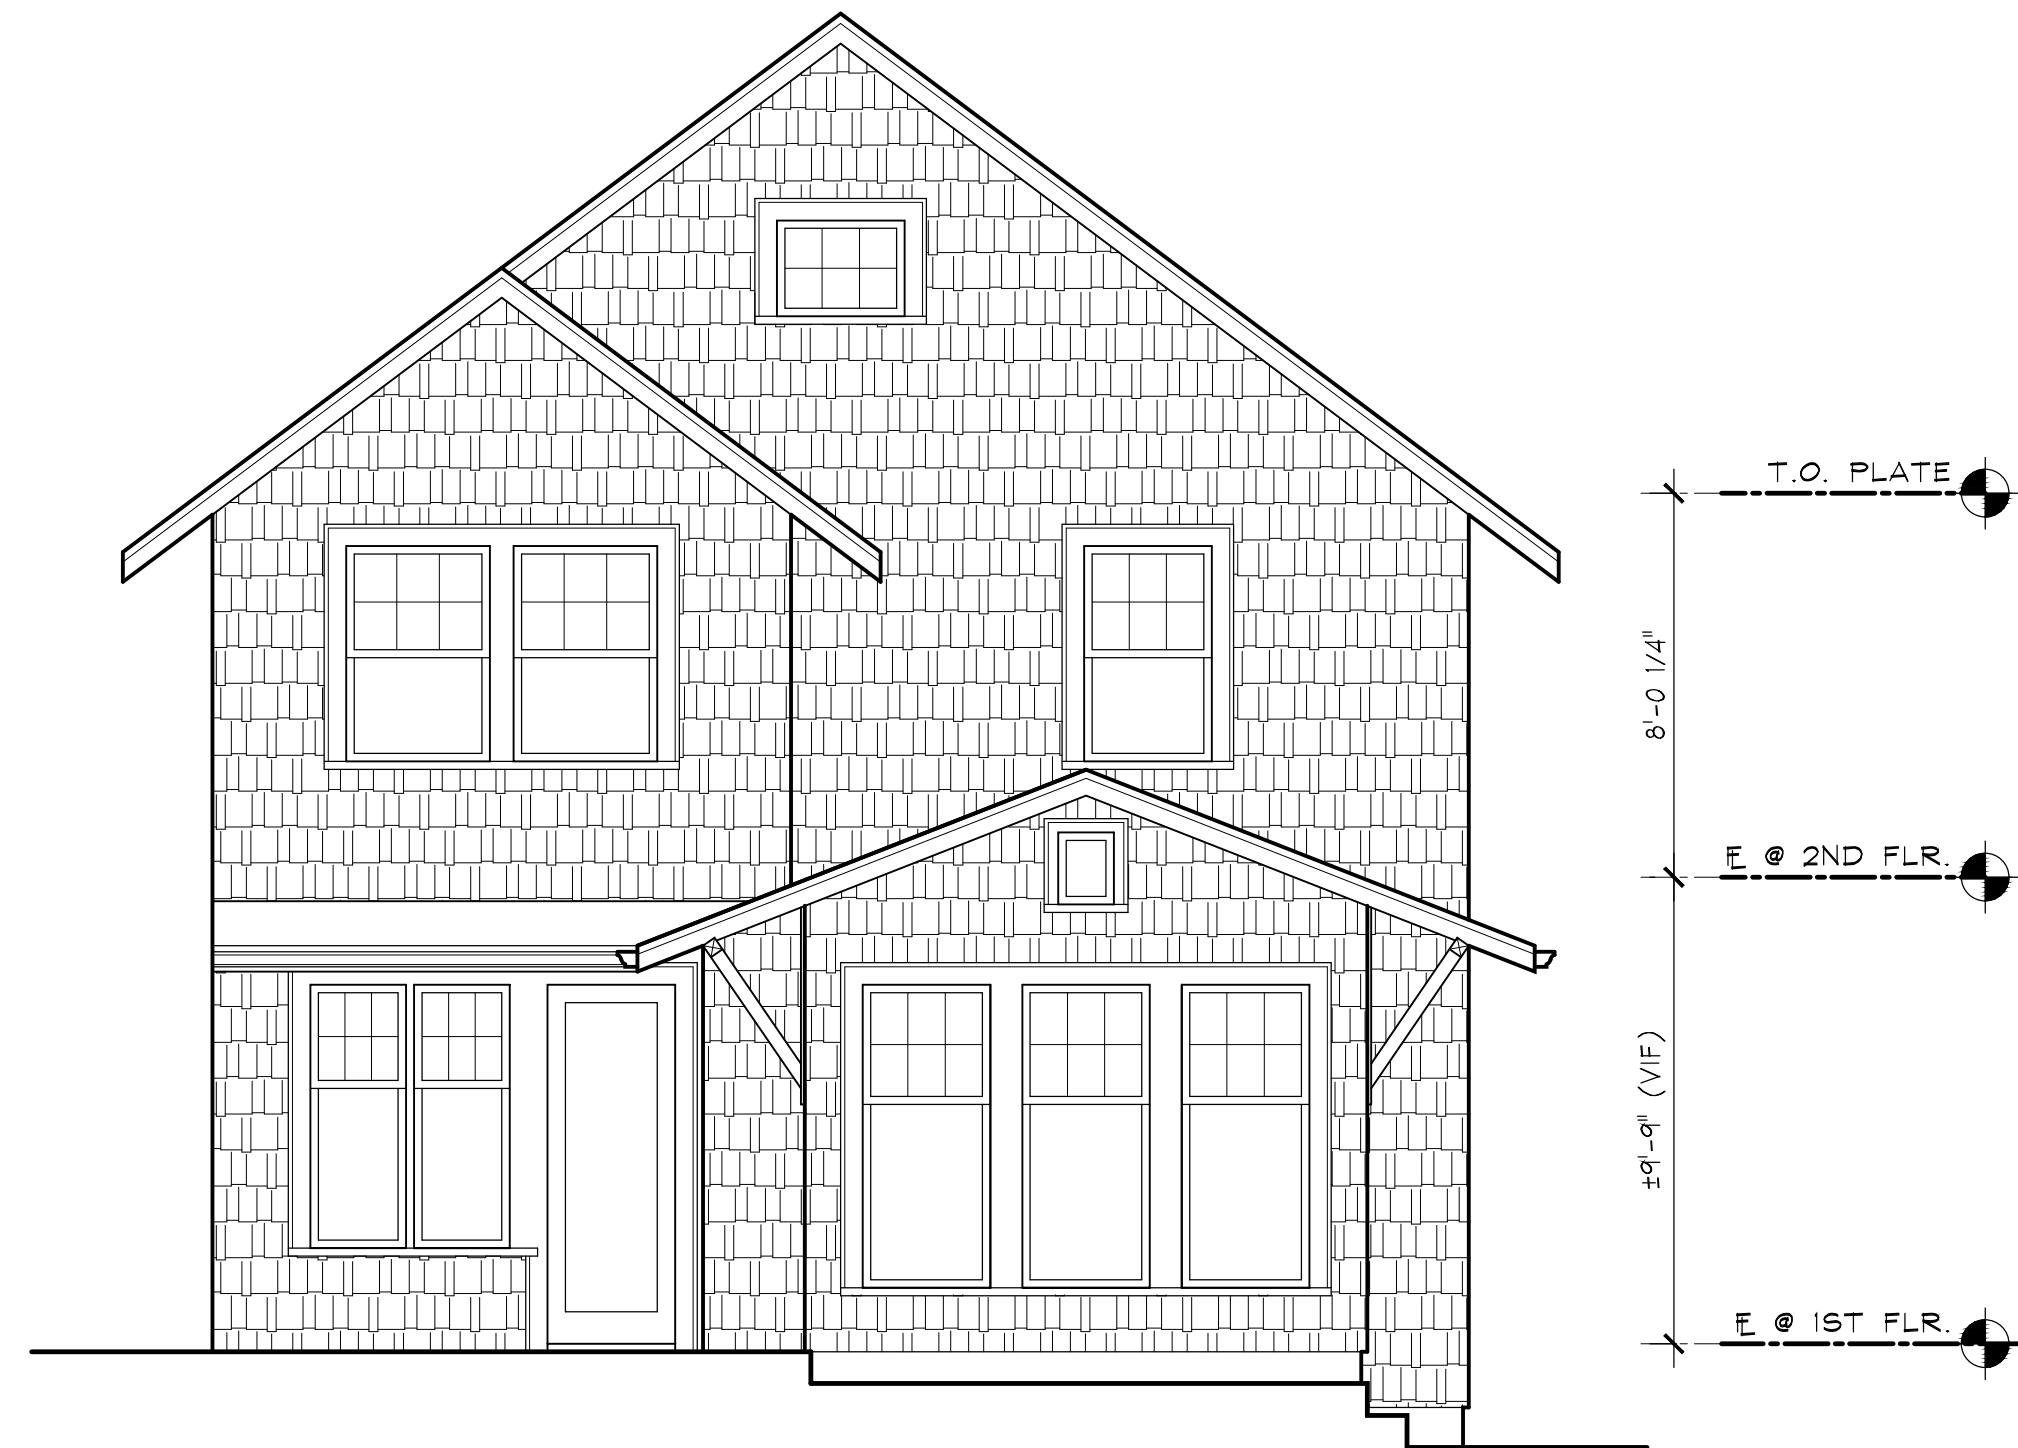 T.O. PLATE
8'-0 1/4"
F @ 2ND FLR.
±9'-9" (VIF)
F @ 1ST FLR.